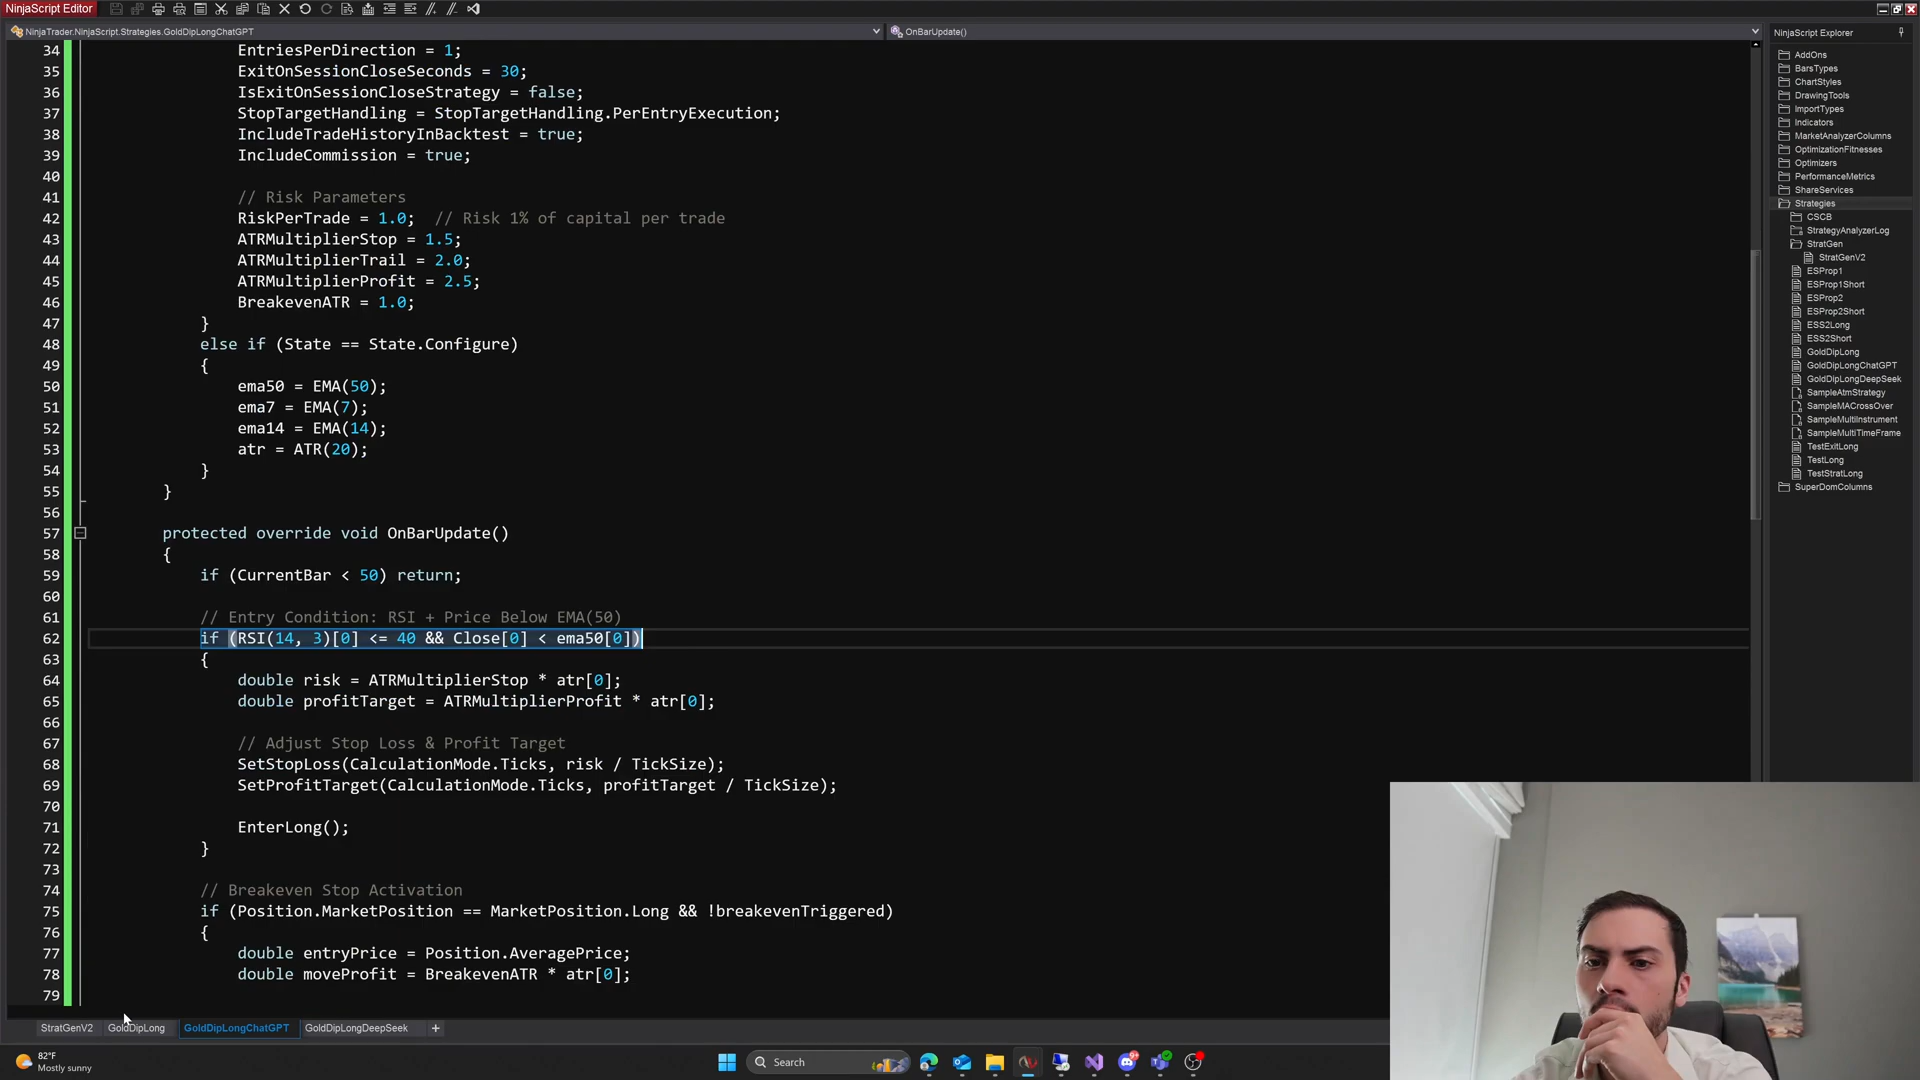 NinjaScript Editor
NinjaTrader.NinjaScript.Strategies.GoldDipLongChatGPT
OnBarUpdate()
34 EntriesPerDirection = 1;
35 ExitOnSessionCloseSeconds = 30;
36 IsExitOnSessionCloseStrategy = false;
37 StopTargetHandling = StopTargetHandling.PerEntryExecution;
38 IncludeTradeHistoryInBacktest = true;
39 IncludeCommission = true;
40
41 // Risk Parameters
42 RiskPerTrade = 1.0; // Risk 1% of capital per trade
43 ATRMultiplierStop = 1.5;
44 ATRMultiplierTrail = 2.0;
45 ATRMultiplierProfit = 2.5;
46 BreakevenATR = 1.0;
47 }
48 else if (State == State.Configure)
49 {
50 ema50 = EMA(50);
51 ema7 = EMA(7);
52 ema14 = EMA(14);
53 atr = ATR(20);
54 }
55 }
56
57 protected override void OnBarUpdate()
58 {
59 if (CurrentBar < 50) return;
60
61 // Entry Condition: RSI + Price Below EMA(50)
62 if (RSI(14, 3)[0] <= 40 && Close[0] < ema50[0])
63 {
64 double risk = ATRMultiplierStop * atr[0];
65 double profitTarget = ATRMultiplierProfit * atr[0];
66
67 // Adjust Stop Loss & Profit Target
68 SetStopLoss(CalculationMode.Ticks, risk / TickSize);
69 SetProfitTarget(CalculationMode.Ticks, profitTarget / TickSize);
70
71 EnterLong();
72 }
73
74 // Breakeven Stop Activation
75 if (Position.MarketPosition == MarketPosition.Long && !breakevenTriggered)
76 {
77 double entryPrice = Position.AveragePrice;
78 double moveProfit = BreakevenATR * atr[0];
79
NinjaScript Explorer
AddOns
BarsTypes
ChartStyles
DrawingTools
ImportTypes
Indicators
MarketAnalyzerColumns
OptimizationFitnesses
Optimizers
PerformanceMetrics
ShareServices
Strategies
CSCB
StrategyAnalyzerLog
StratGen
StratGenV2
ESProp1
ESProp1Short
ESProp2
ESProp2Short
ESS2Long
ESS2Short
GoldDipLong
GoldDipLongChatGPT
GoldDipLongDeepSeek
SampleAtmStrategy
SampleMACrossOver
SampleMultiInstrument
SampleMultiTimeFrame
TestExitLong
TestLong
TestStratLong
SuperDomColumns
StratGenV2 GoldDipLong GoldDipLongChatGPT GoldDipLongDeepSeek +
82°F
Mostly sunny
Search